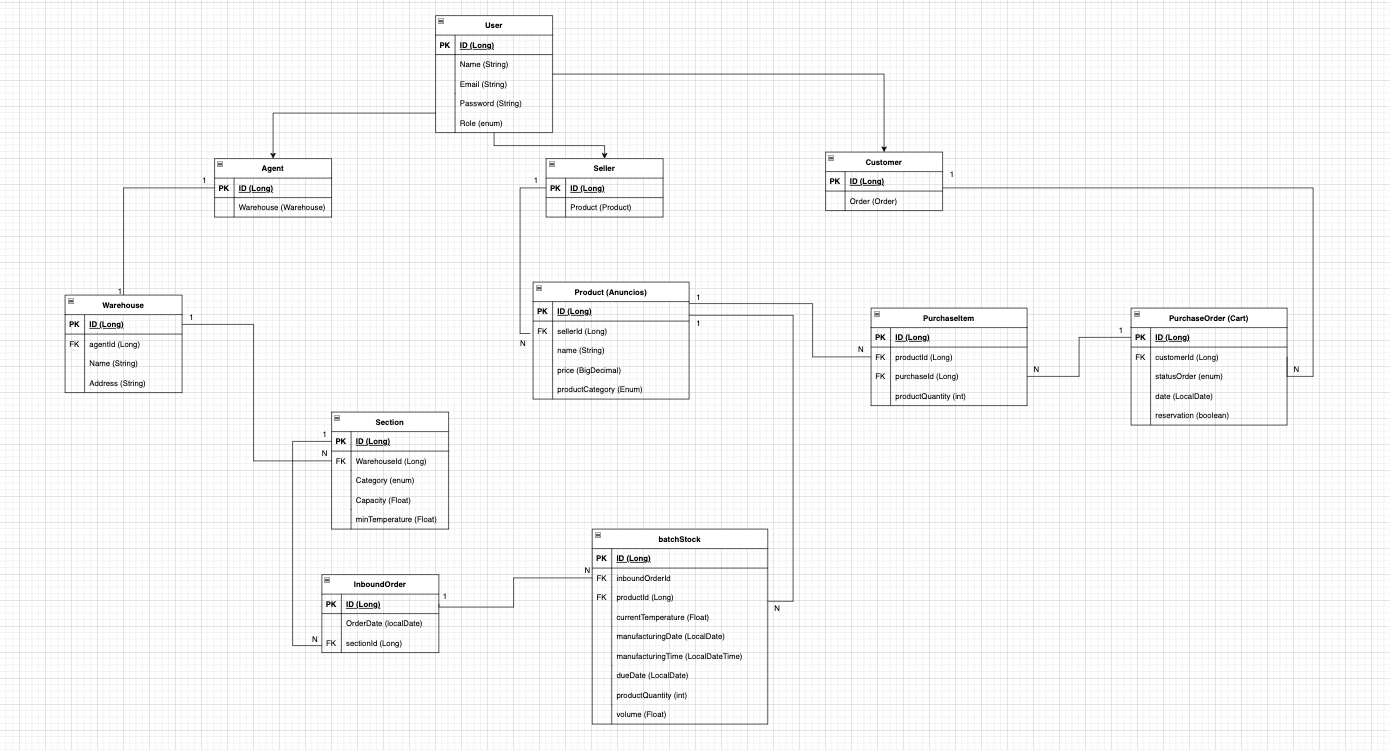 User
PK ID (Long)
Name (String)
Email (String)
Password (String)
Role (enum)
Agent
1 PK ID (Long)
Warehouse (Warehouse)
Seller
1 PK ID (Long)
Product (Product)
Customer
PK ID (Long) 1
Order (Order)
1
Warehouse
PK ID (Long) 1
FK agentId (Long)
Name (String)
Address (String)
Product (Anuncios)
1
PK ID (Long)
1
FK sellerId (Long)
N
name (String)
price (BigDecimal)
productCategory (Enum)
PurchaseItem
PK ID (Long)
N FK productId (Long)
FK purchaseId (Long) N
productQuantity (int)
PurchaseOrder (Cart)
1 PK ID (Long)
FK customerId (Long)
statusOrder (enum) N
date (LocalDate)
reservation (boolean)
Section
1 PK ID (Long)
N FK WarehouseId (Long)
Category (enum)
Capacity (Float)
minTemperature (Float)
InboundOrder
PK ID (Long) 1
OrderDate (localDate)
N FK sectionId (Long)
batchStock
PK ID (Long)
N FK inboundOrderId
FK productId (Long) N
currentTemperature (Float)
manufacturingDate (LocalDate)
manufacturingTime (LocalDateTime)
dueDate (LocalDate)
productQuantity (int)
volume (Float)